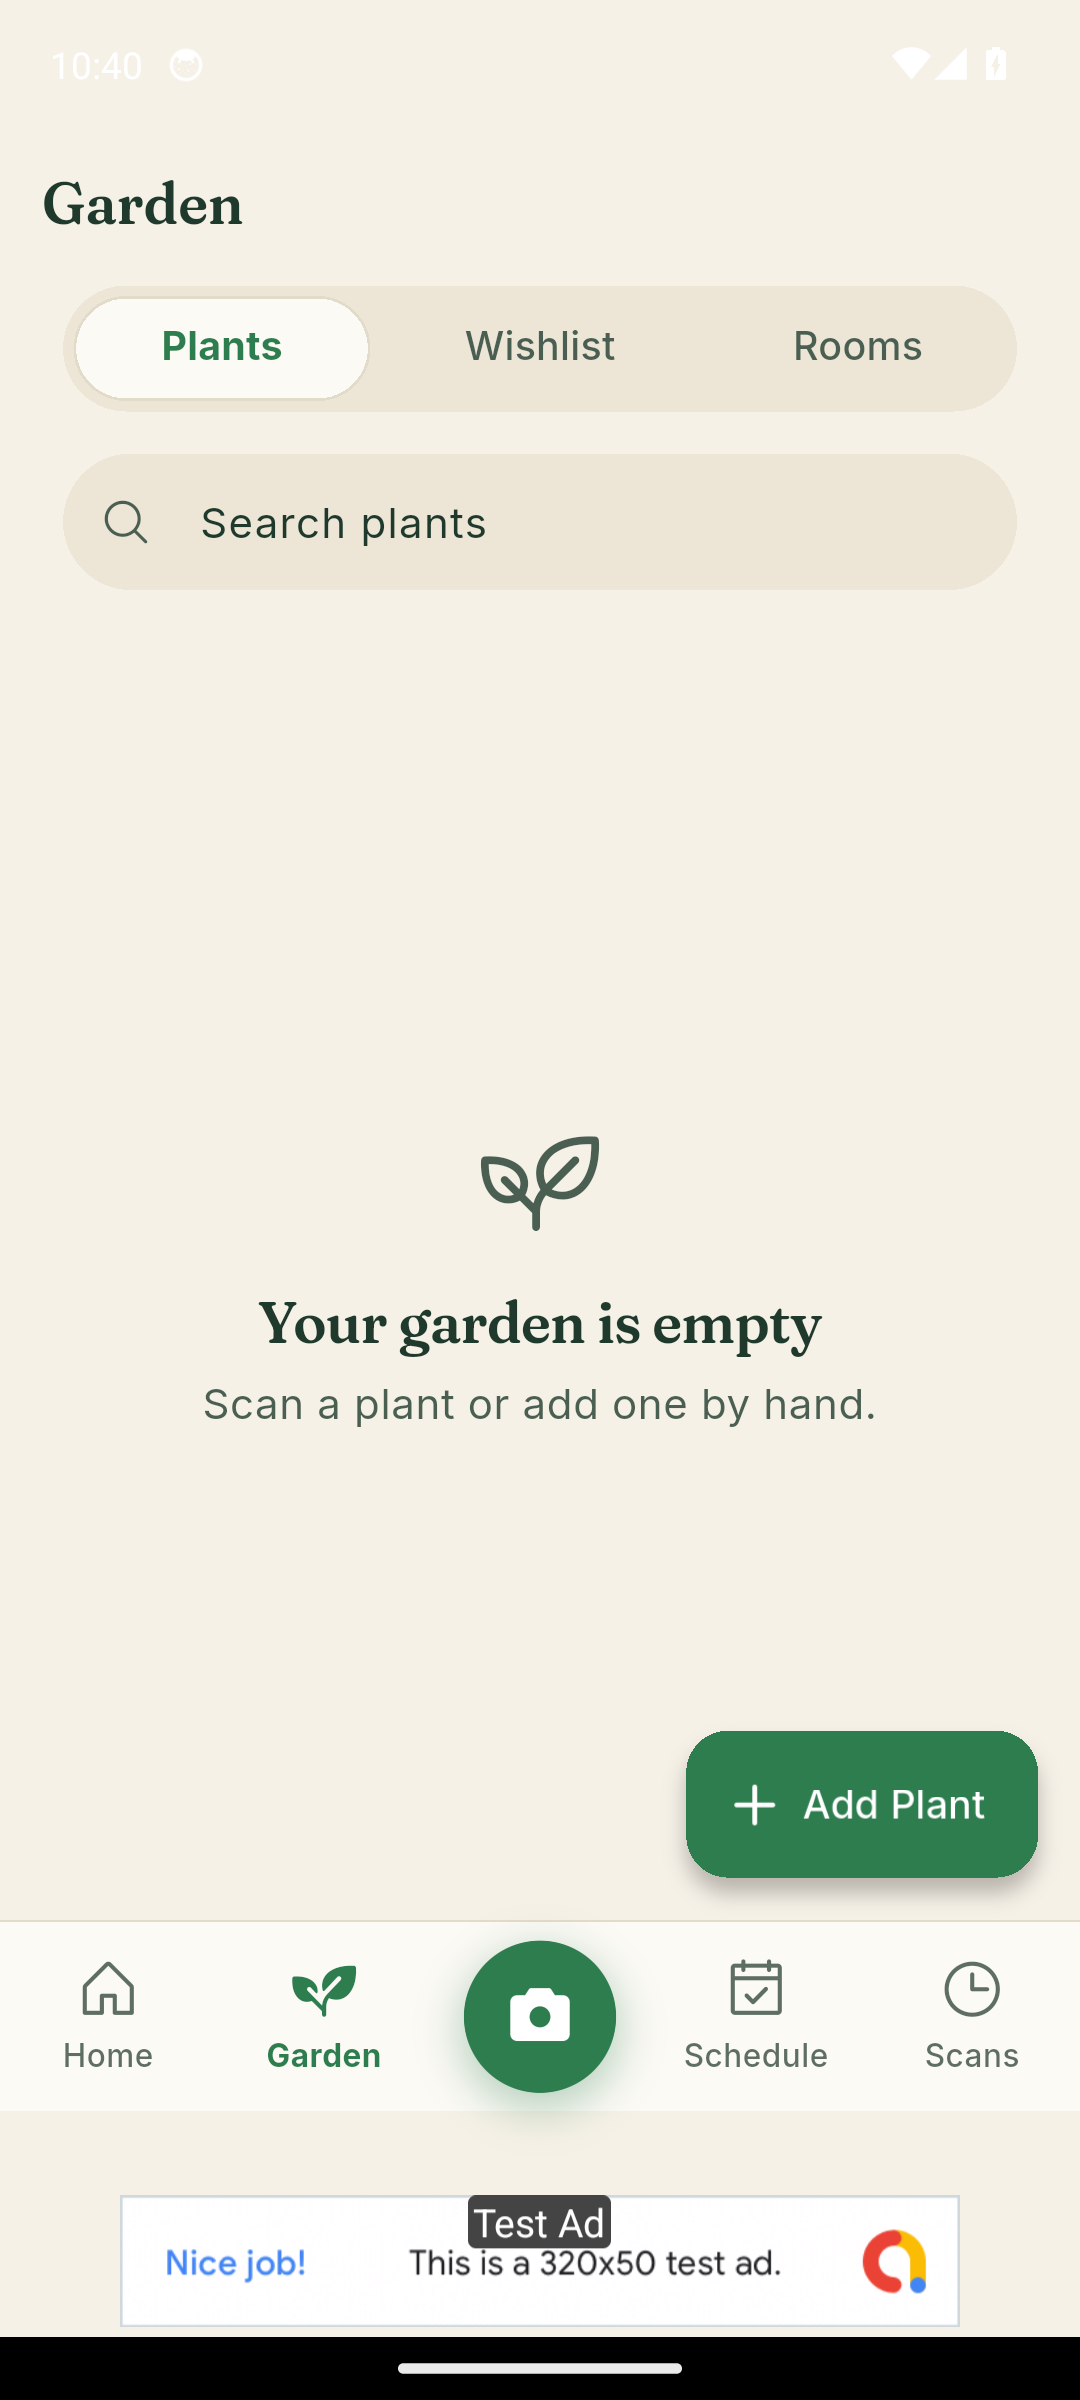 10:40
Garden
Plants Wishlist Rooms
Search plants
Your garden is empty
Scan a plant or add one by hand.
Add Plant
Home Garden Schedule Scans
Test Ad
Nice job! This is a 320x50 test ad.